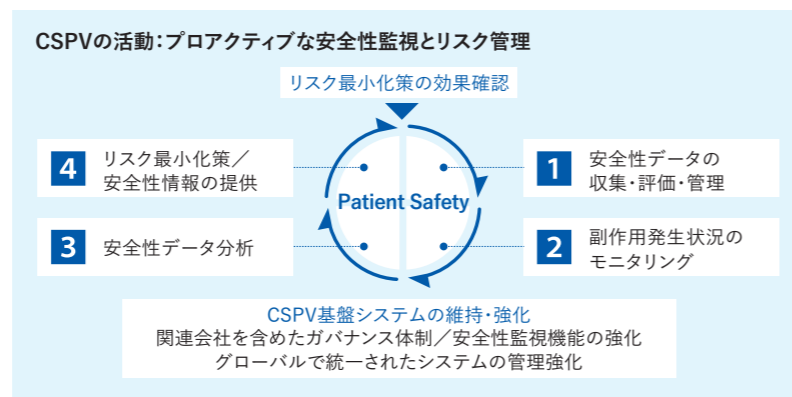 CSPVの活動：プロアクティブな安全性監視とリスク管理
リスク最小化策の効果確認
4
リスク最小化策／
安全性情報の提供
1
安全性データの
収集・評価・管理
Patient Safety
3
安全性データ分析
2
副作用発生状況の
モニタリング
CSPV基盤システムの維持・強化
関連会社を含めたガバナンス体制／安全性監視機能の強化
グローバルで統一されたシステムの管理強化